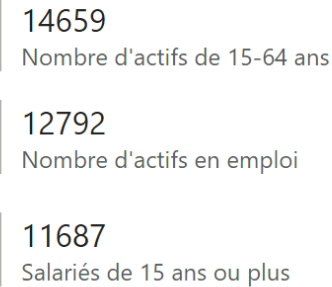 14659
Nombre d'actifs de 15-64 ans
12792
Nombre d'actifs en emploi
11687
Salariés de 15 ans ou plus